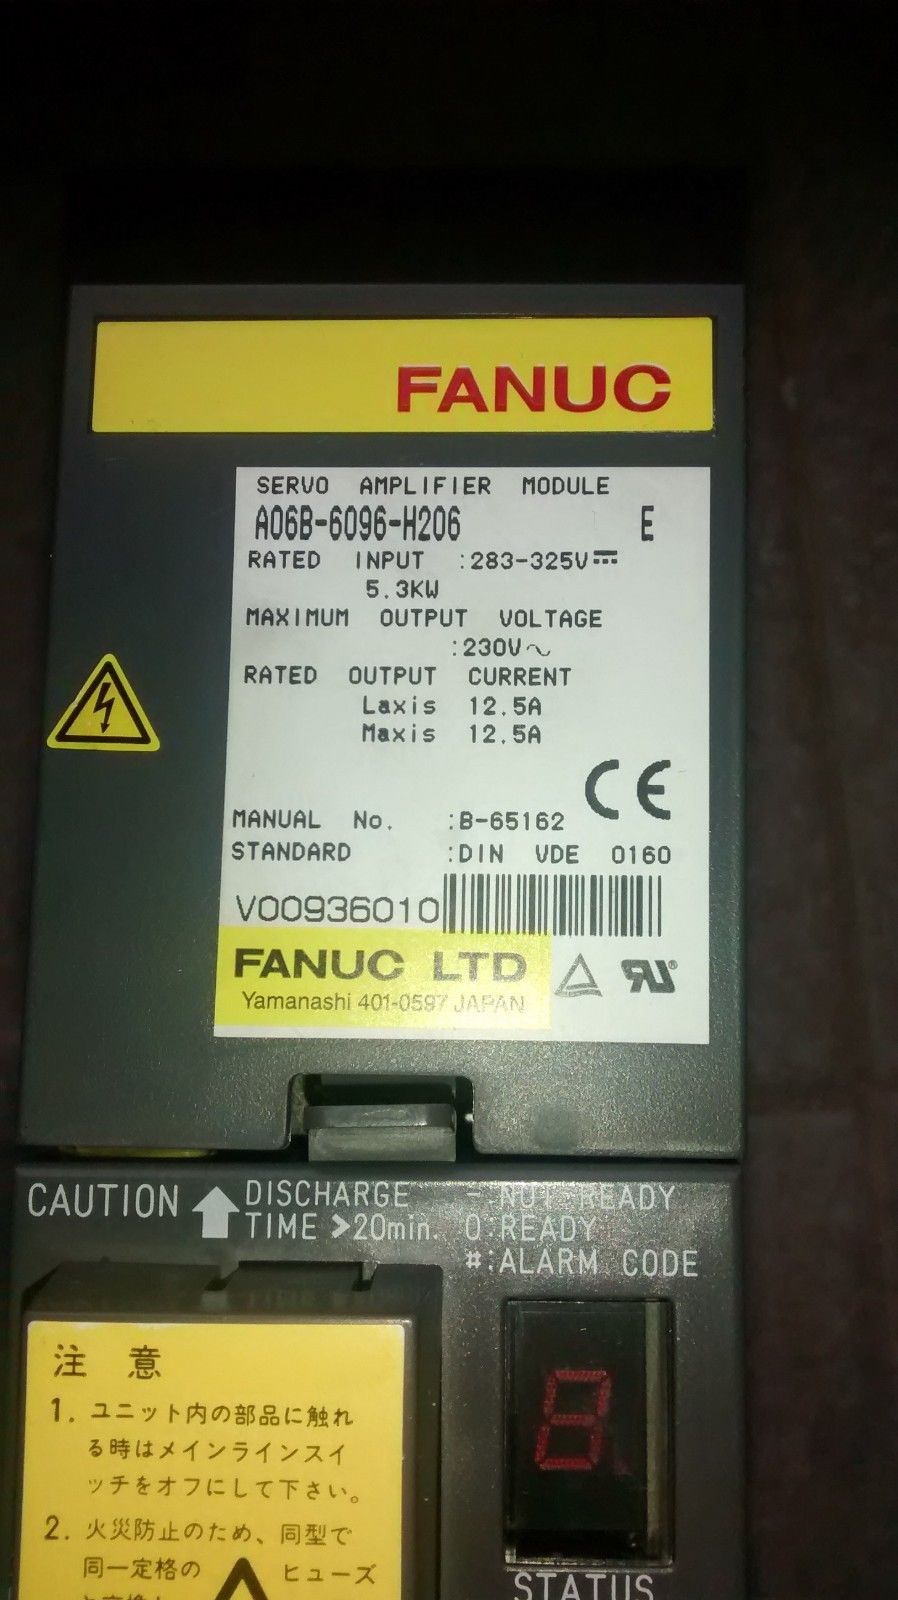 FANUC
SERVO AMPLIFIER MODULE
A06B-6096-H206 E
RATED INPUT :283-325V⎓
5.3KW
MAXIMUM OUTPUT VOLTAGE
:230V∿
RATED OUTPUT CURRENT
Laxis 12.5A
Maxis 12.5A
CE
MANUAL No. :B-65162
STANDARD :DIN VDE 0160
V00936010
FANUC LTD
Yamanashi 401-0597 JAPAN
CAUTION DISCHARGE
TIME >20min.
-:NOT READY
0:READY
#:ALARM CODE
8
STATUS
注意
1. ユニット内の部品に触れ
る時はメインラインスイ
ッチをオフにして下さい。
2. 火災防止のため、同型で
同一定格の ヒューズ